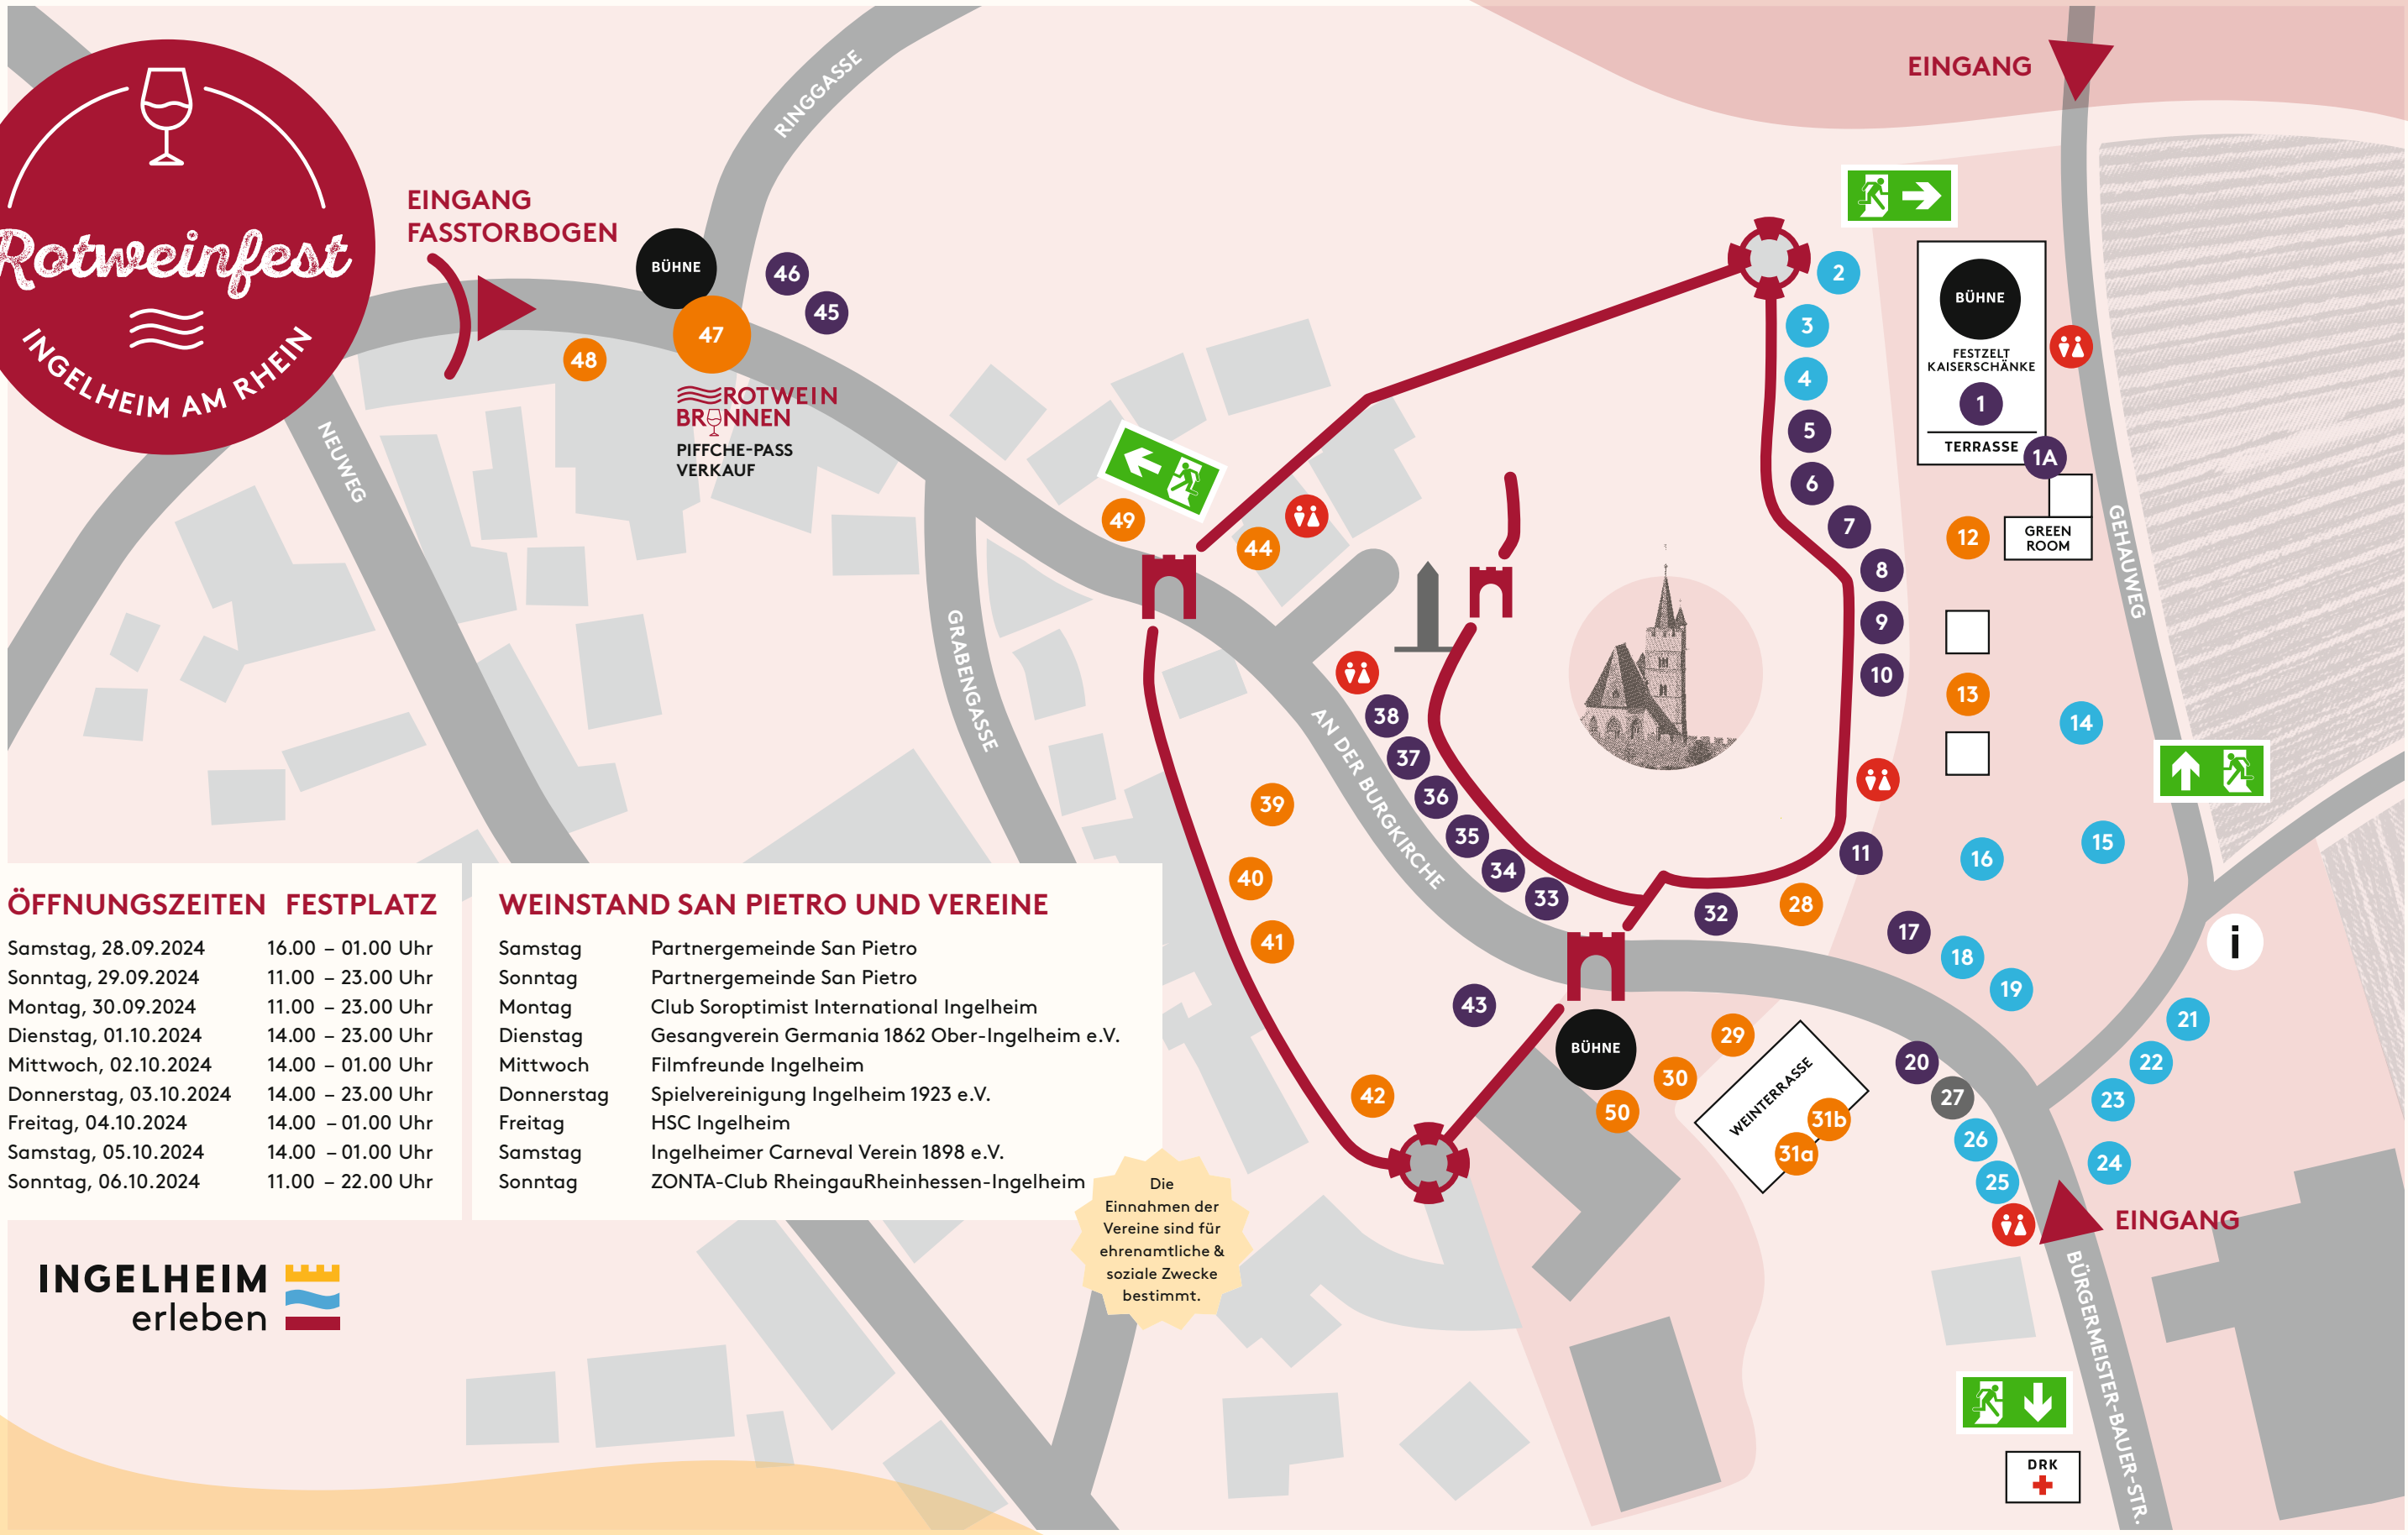 Rotweinfest
INGELHEIM AM RHEIN
EINGANG
FASSTORBOGEN
RINGGASSE
EINGANG
BÜHNE
46
45
47
48
ROTWEIN
BRUNNEN
PIFFCHE-PASS
VERKAUF
NEUWEG
GRABENGASSE
49
44
2
3
4
5
6
7
8
9
10
11
BÜHNE
FESTZELT
KAISERSCHÄNKE
1
TERRASSE
1A
GREEN
ROOM
GEHAUWEG
12
13
14
15
16
17
18
19
i
21
22
23
24
20
27
26
25
EINGANG
BÜRGERMEISTER-BAUER-STR.
DRK
AN DER BURGKIRCHE
38
37
36
35
34
33
32
28
39
40
41
42
43
BÜHNE
29
30
50
WEINTERRASSE
31b
31a
ÖFFNUNGSZEITEN FESTPLATZ
Samstag, 28.09.2024 16.00 – 01.00 Uhr
Sonntag, 29.09.2024 11.00 – 23.00 Uhr
Montag, 30.09.2024 11.00 – 23.00 Uhr
Dienstag, 01.10.2024 14.00 – 23.00 Uhr
Mittwoch, 02.10.2024 14.00 – 01.00 Uhr
Donnerstag, 03.10.2024 14.00 – 23.00 Uhr
Freitag, 04.10.2024 14.00 – 01.00 Uhr
Samstag, 05.10.2024 14.00 – 01.00 Uhr
Sonntag, 06.10.2024 11.00 – 22.00 Uhr
WEINSTAND SAN PIETRO UND VEREINE
Samstag Partnergemeinde San Pietro
Sonntag Partnergemeinde San Pietro
Montag Club Soroptimist International Ingelheim
Dienstag Gesangverein Germania 1862 Ober-Ingelheim e.V.
Mittwoch Filmfreunde Ingelheim
Donnerstag Spielvereinigung Ingelheim 1923 e.V.
Freitag HSC Ingelheim
Samstag Ingelheimer Carneval Verein 1898 e.V.
Sonntag ZONTA-Club RheingauRheinhessen-Ingelheim
Die
Einnahmen der
Vereine sind für
ehrenamtliche &
soziale Zwecke
bestimmt.
INGELHEIM
erleben